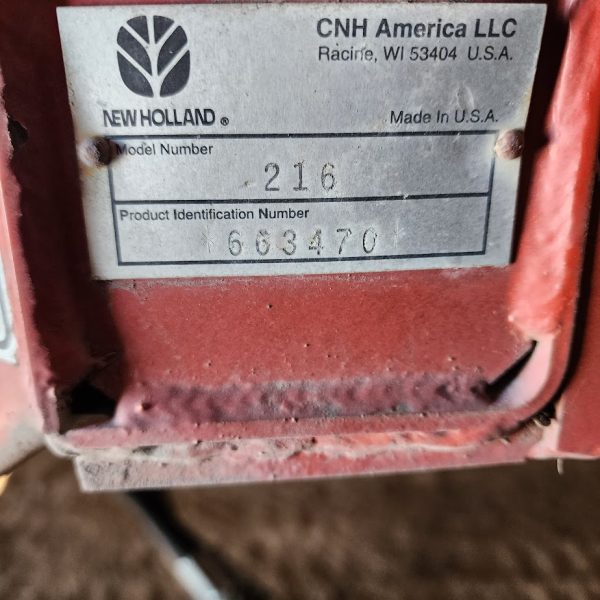 CNH America LLC
Racine, WI 53404 U.S.A.
NEW HOLLAND ®
Made In U.S.A.
Model Number
216
Product Identification Number
*663470*